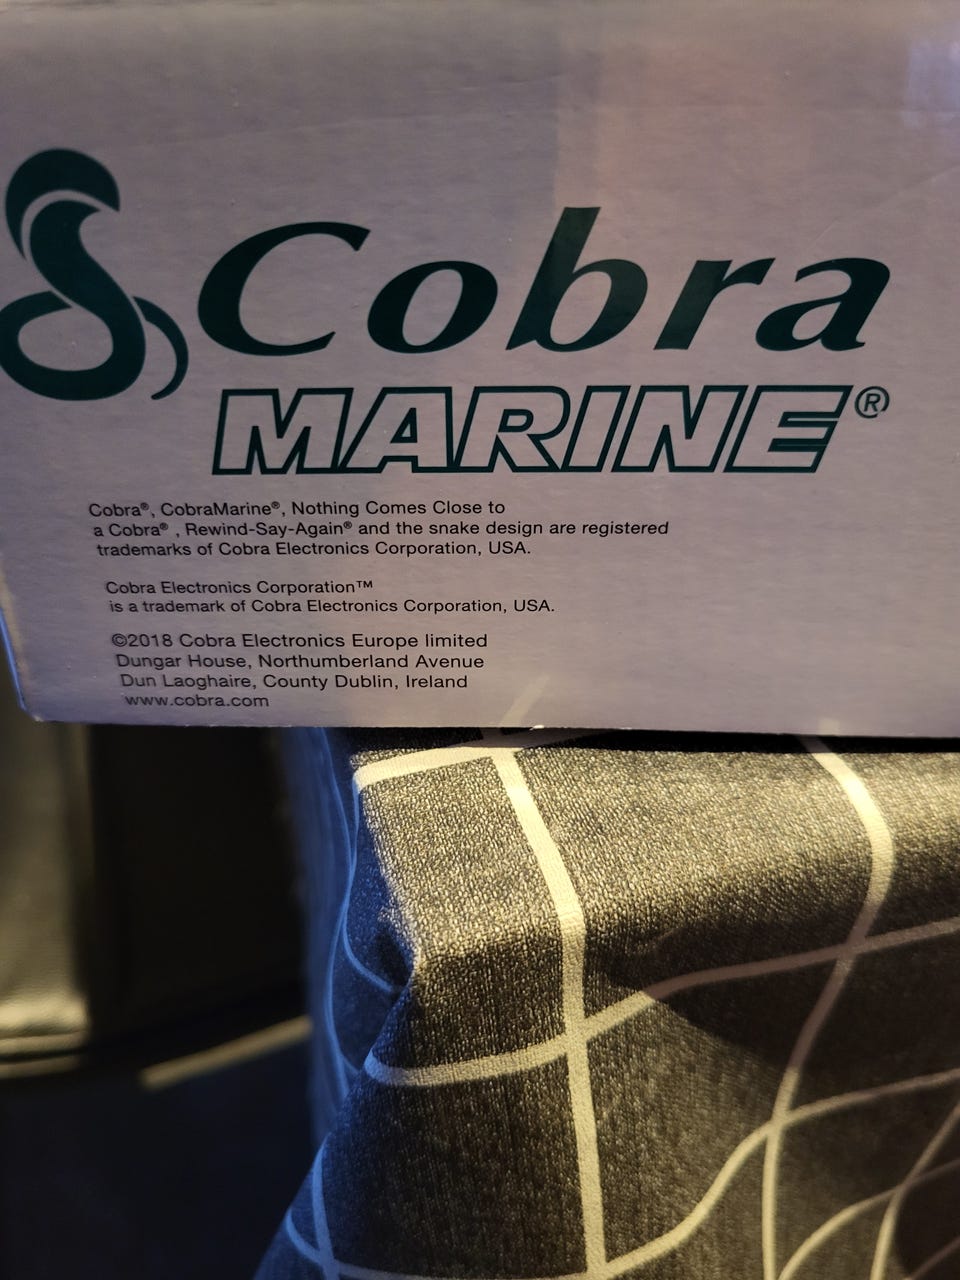 Cobra
MARINE®
Cobra®, CobraMarine®, Nothing Comes Close to
a Cobra® , Rewind-Say-Again® and the snake design are registered
trademarks of Cobra Electronics Corporation, USA.
Cobra Electronics Corporation™
is a trademark of Cobra Electronics Corporation, USA.
©2018 Cobra Electronics Europe limited
Dungar House, Northumberland Avenue
Dun Laoghaire, County Dublin, Ireland
www.cobra.com